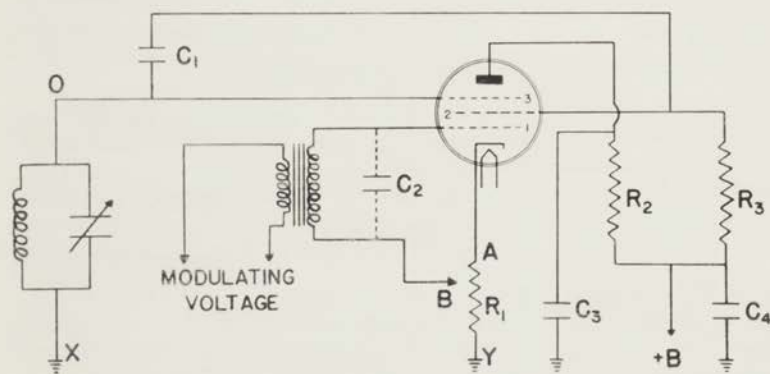 C1
O
3
2
1
C2
R2
R3
A
MODULATING
VOLTAGE
B
R1
C3
C4
X
Y
+B